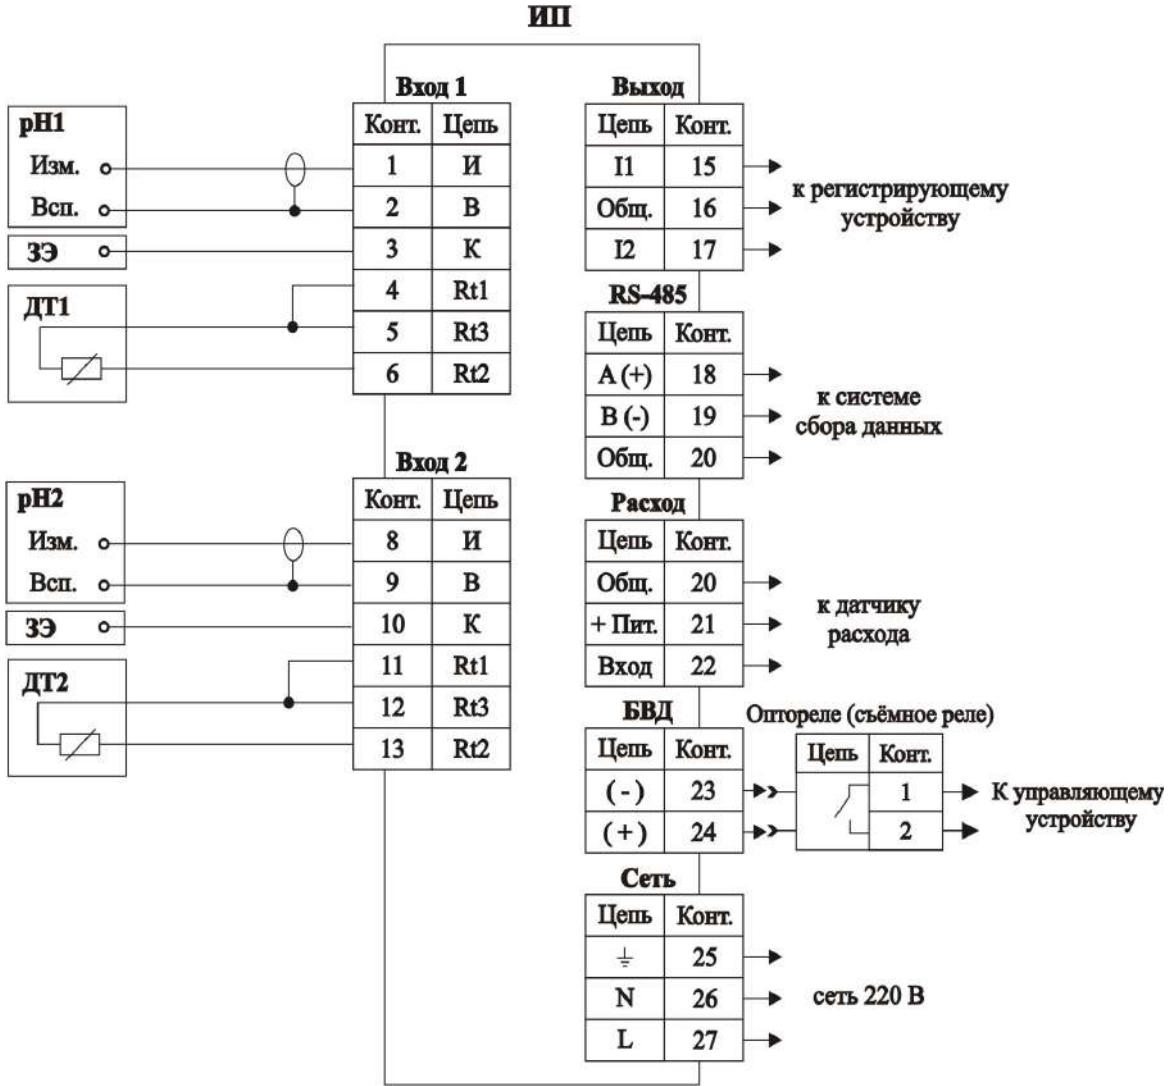 ИП
Вход 1
Конт. Цепь
1 И
2 В
3 К
4 Rt1
5 Rt3
6 Rt2
pH1
Изм.
Всп.
ЗЭ
ДТ1
Вход 2
Конт. Цепь
8 И
9 В
10 К
11 Rt1
12 Rt3
13 Rt2
pH2
Изм.
Всп.
ЗЭ
ДТ2
Выход
Цепь Конт.
I1 15
Общ. 16
I2 17
к регистрирующему
устройству
RS-485
Цепь Конт.
A (+) 18
B (-) 19
Общ. 20
к системе
сбора данных
Расход
Цепь Конт.
Общ. 20
+ Пит. 21
Вход 22
к датчику
расхода
БВД
Цепь Конт.
( - ) 23
( + ) 24
Оптореле (съёмное реле)
Цепь Конт.
1
2
К управляющему
устройству
Сеть
Цепь Конт.
25
N 26
L 27
сеть 220 В